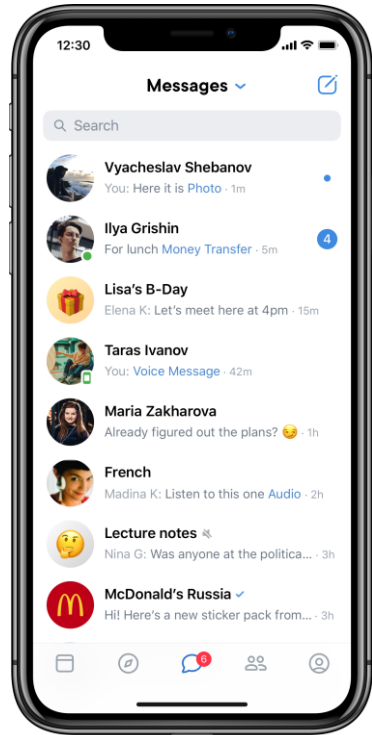 12:30
Messages
Search
Vyacheslav Shebanov
You: Here it is Photo · 1m
Ilya Grishin
For lunch Money Transfer · 5m
4
Lisa's B-Day
Elena K: Let's meet here at 4pm · 15m
Taras Ivanov
You: Voice Message · 42m
Maria Zakharova
Already figured out the plans? 😏 · 1h
French
Madina K: Listen to this one Audio · 2h
Lecture notes
Nina G: Was anyone at the politica... · 3h
McDonald's Russia
Hi! Here's a new sticker pack from... · 3h
6